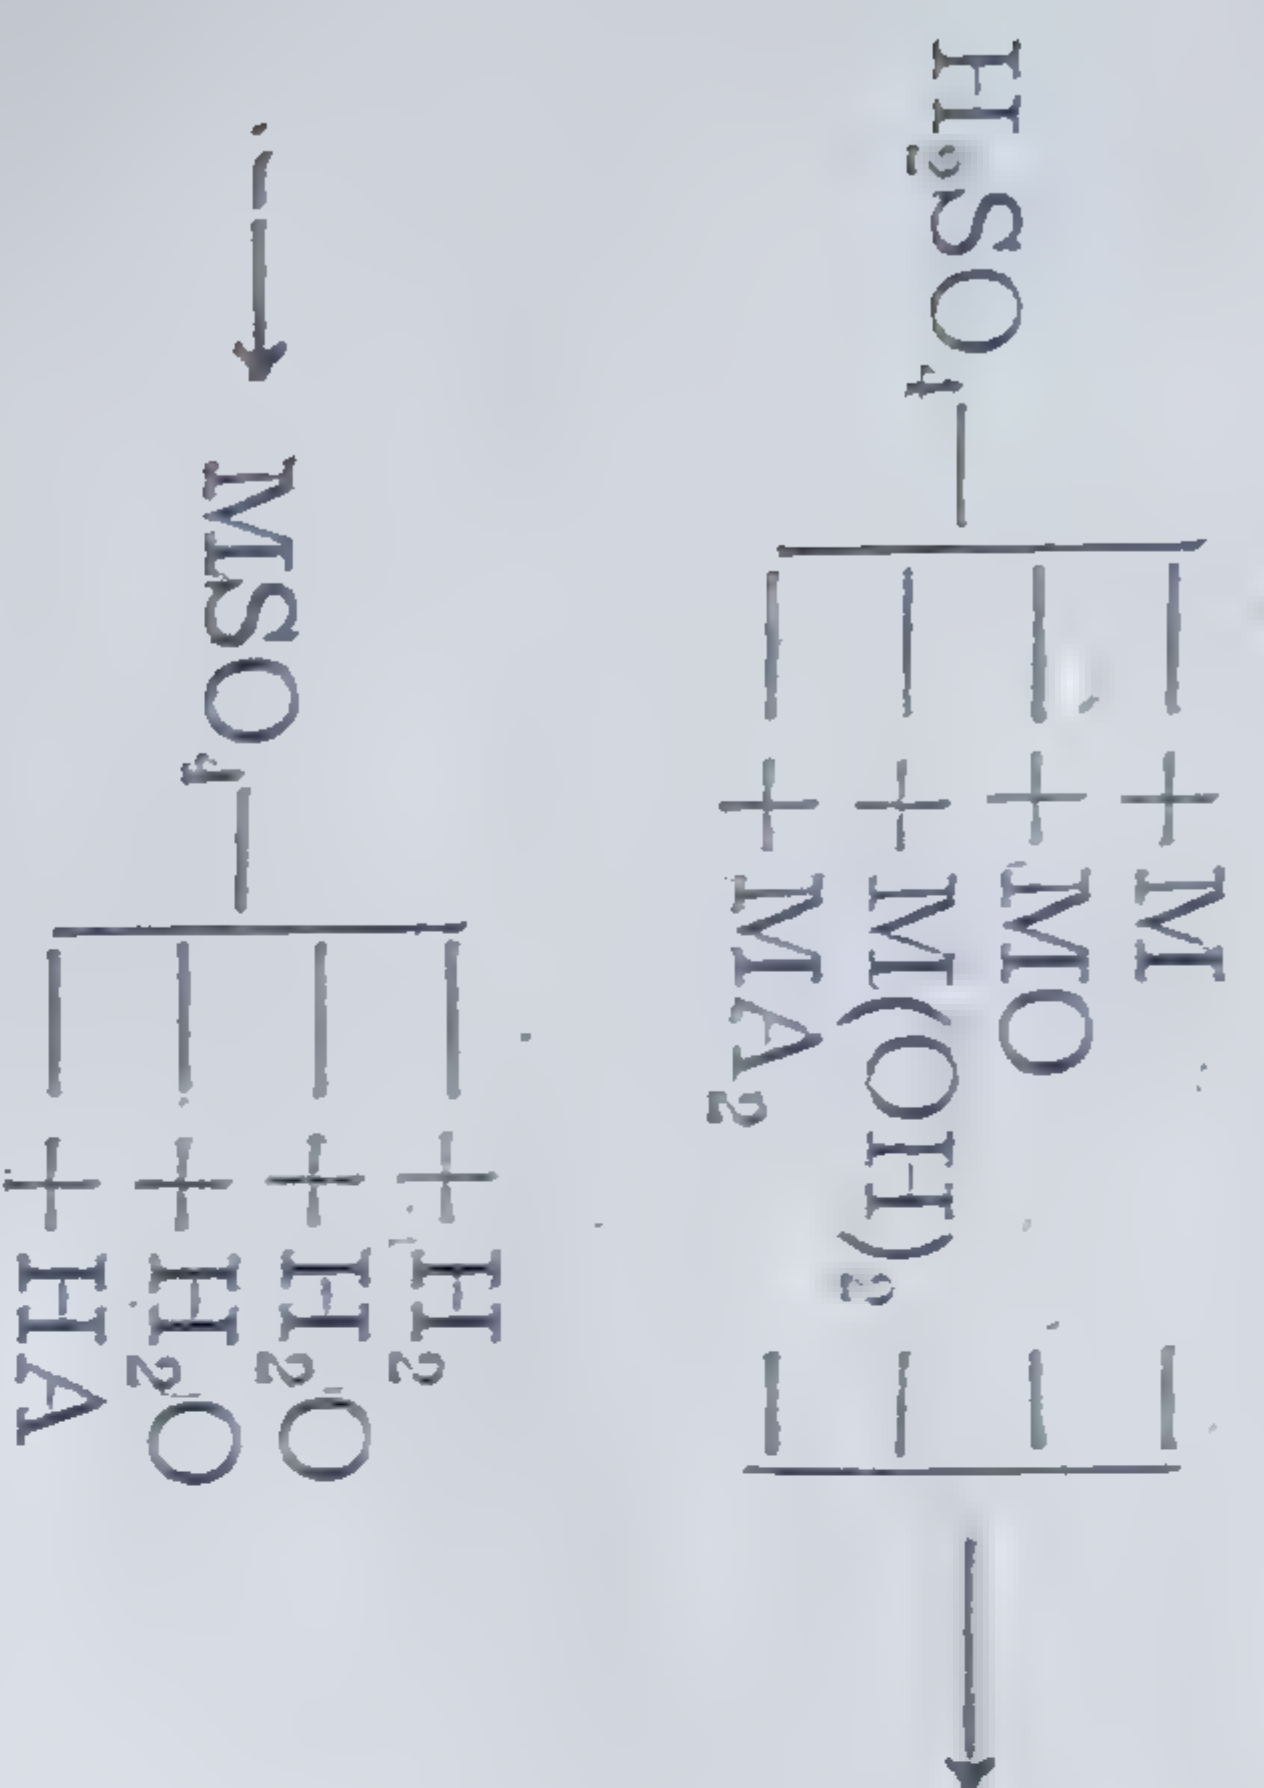 + M
+ MO
H₂SO₄
+ M(OH)₂
+ MA₂
+ H₂
+ H₂O
MSO₄
+ H₂O
+ HA